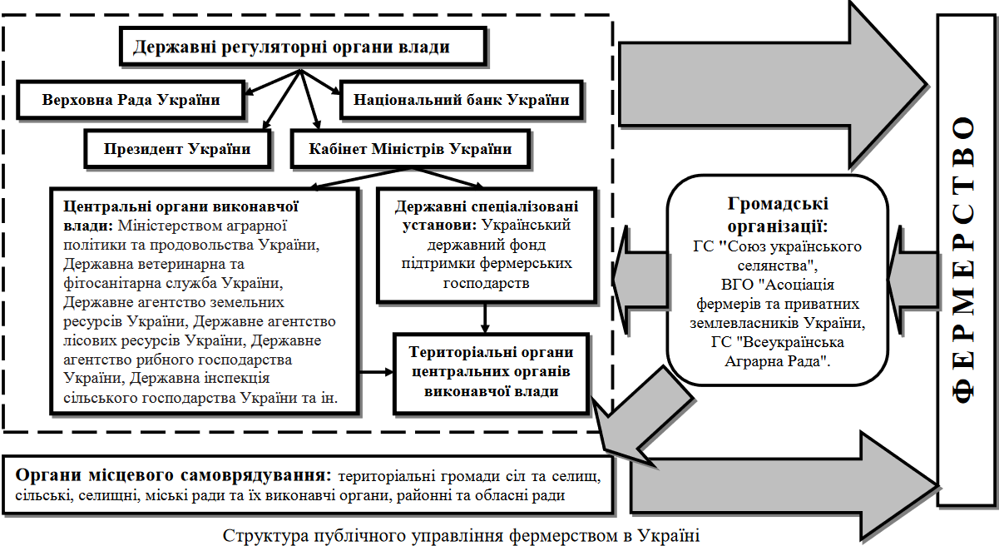 Державні регуляторні органи влади
Верховна Рада України
Національний банк України
Президент України
Кабінет Міністрів України
Центральні органи виконавчої
влади: Міністерством аграрної
політики та продовольства України,
Державна ветеринарна та
фітосанітарна служба України,
Державне агентство земельних
ресурсів України, Державне агентство
лісових ресурсів України, Державне
агентство рибного господарства
України, Державна інспекція
сільського господарства України та ін.
Державні спеціалізовані
установи: Український
державний фонд
підтримки фермерських
господарств
Територіальні органи
центральних органів
виконавчої влади
Громадські
організації:
ГС "Союз українського
селянства",
ВГО "Асоціація
фермерів та приватних
землевласників України,
ГС "Всеукраїнська
Аграрна Рада".
ФЕРМЕРСТВО
Органи місцевого самоврядування: територіальні громади сіл та селищ,
сільські, селищні, міські ради та їх виконавчі органи, районні та обласні ради
Структура публічного управління фермерством в Україні